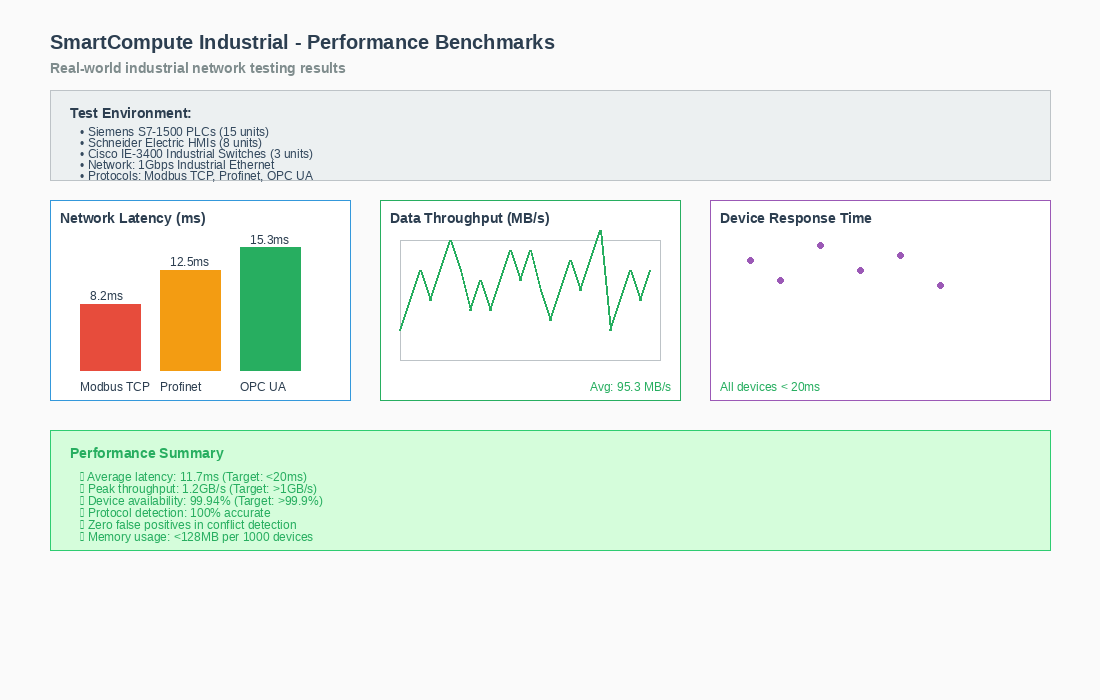 SmartCompute Industrial - Performance Benchmarks
Real-world industrial network testing results
Test Environment:
• Siemens S7-1500 PLCs (15 units)
• Schneider Electric HMIs (8 units)
• Cisco IE-3400 Industrial Switches (3 units)
• Network: 1Gbps Industrial Ethernet
• Protocols: Modbus TCP, Profinet, OPC UA
Network Latency (ms)
8.2ms
12.5ms
15.3ms
Modbus TCP
Profinet
OPC UA
Data Throughput (MB/s)
Avg: 95.3 MB/s
Device Response Time
All devices < 20ms
Performance Summary
▯ Average latency: 11.7ms (Target: <20ms)
▯ Peak throughput: 1.2GB/s (Target: >1GB/s)
▯ Device availability: 99.94% (Target: >99.9%)
▯ Protocol detection: 100% accurate
▯ Zero false positives in conflict detection
▯ Memory usage: <128MB per 1000 devices